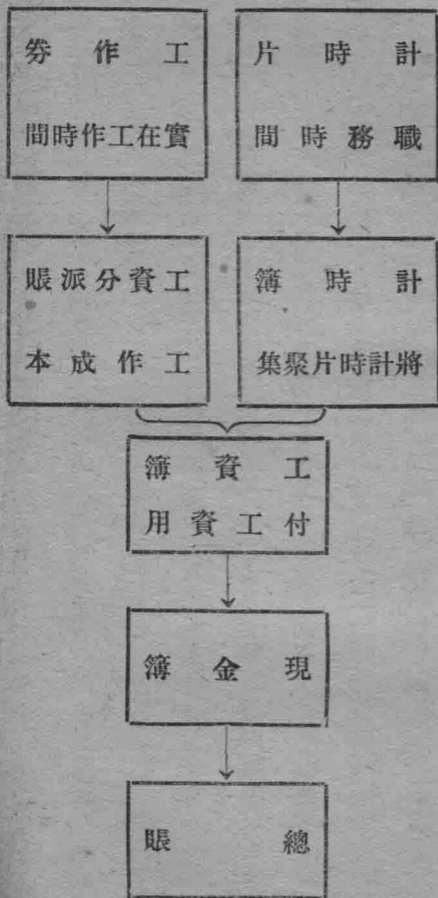 計時片
職務時間
工作券
實在工作時間
計時簿
將計時片聚集
工資分派賬
工作成本
工資簿
付工資用
現金簿
總賬